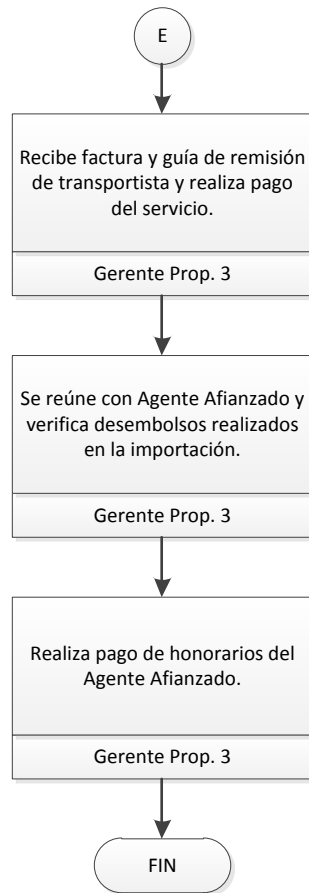 E
Recibe factura y guía de remisión
de transportista y realiza pago
del servicio.
Gerente Prop. 3
Se reúne con Agente Afianzado y
verifica desembolsos realizados
en la importación.
Gerente Prop. 3
Realiza pago de honorarios del
Agente Afianzado.
Gerente Prop. 3
FIN